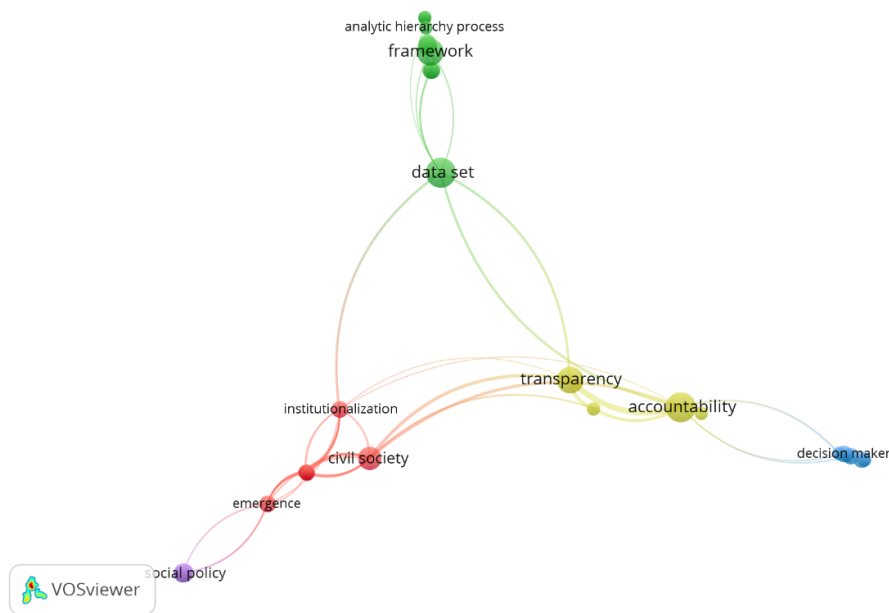 analytic hierarchy process
framework
data set
transparency
accountability
institutionalization
civil society
decision maker
emergence
social policy
VOSviewer